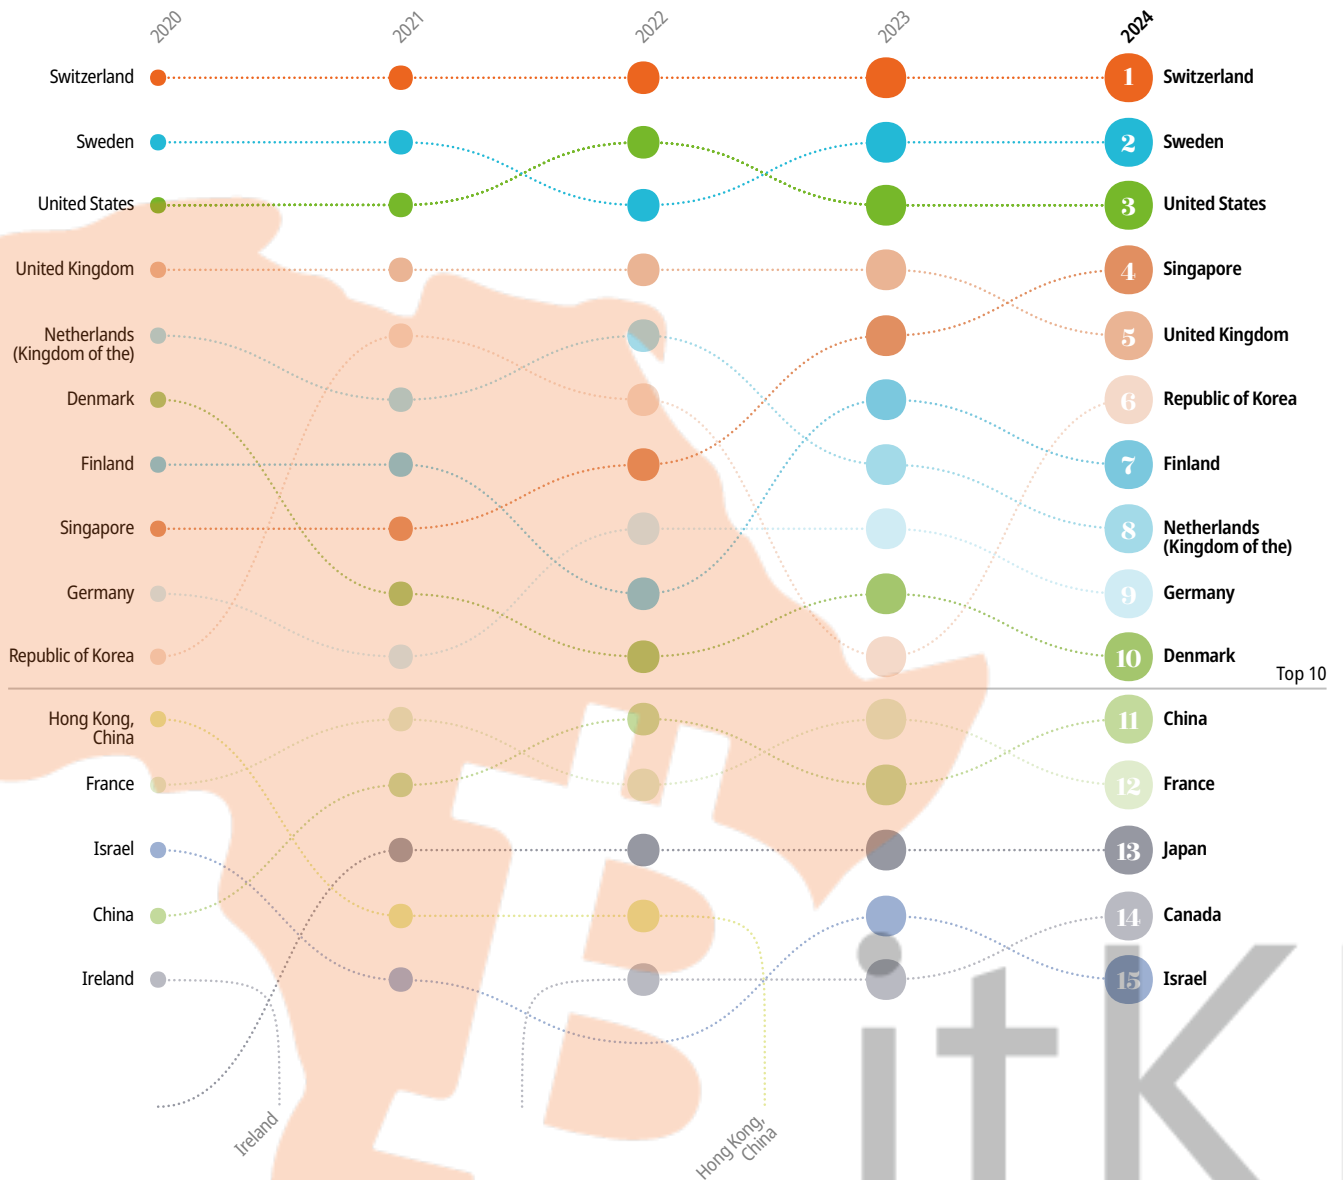 2020
2021
2022
2023
2024
Switzerland
1
Switzerland
Sweden
2
Sweden
United States
3
United States
United Kingdom
4
Singapore
Netherlands
(Kingdom of the)
5
United Kingdom
Denmark
6
Republic of Korea
Finland
7
Finland
Singapore
8
Netherlands
(Kingdom of the)
Germany
9
Germany
Republic of Korea
10
Denmark
Top 10
Hong Kong,
China
11
China
France
12
France
Israel
13
Japan
China
14
Canada
Ireland
15
Israel
Ireland
Hong Kong,
China
itK